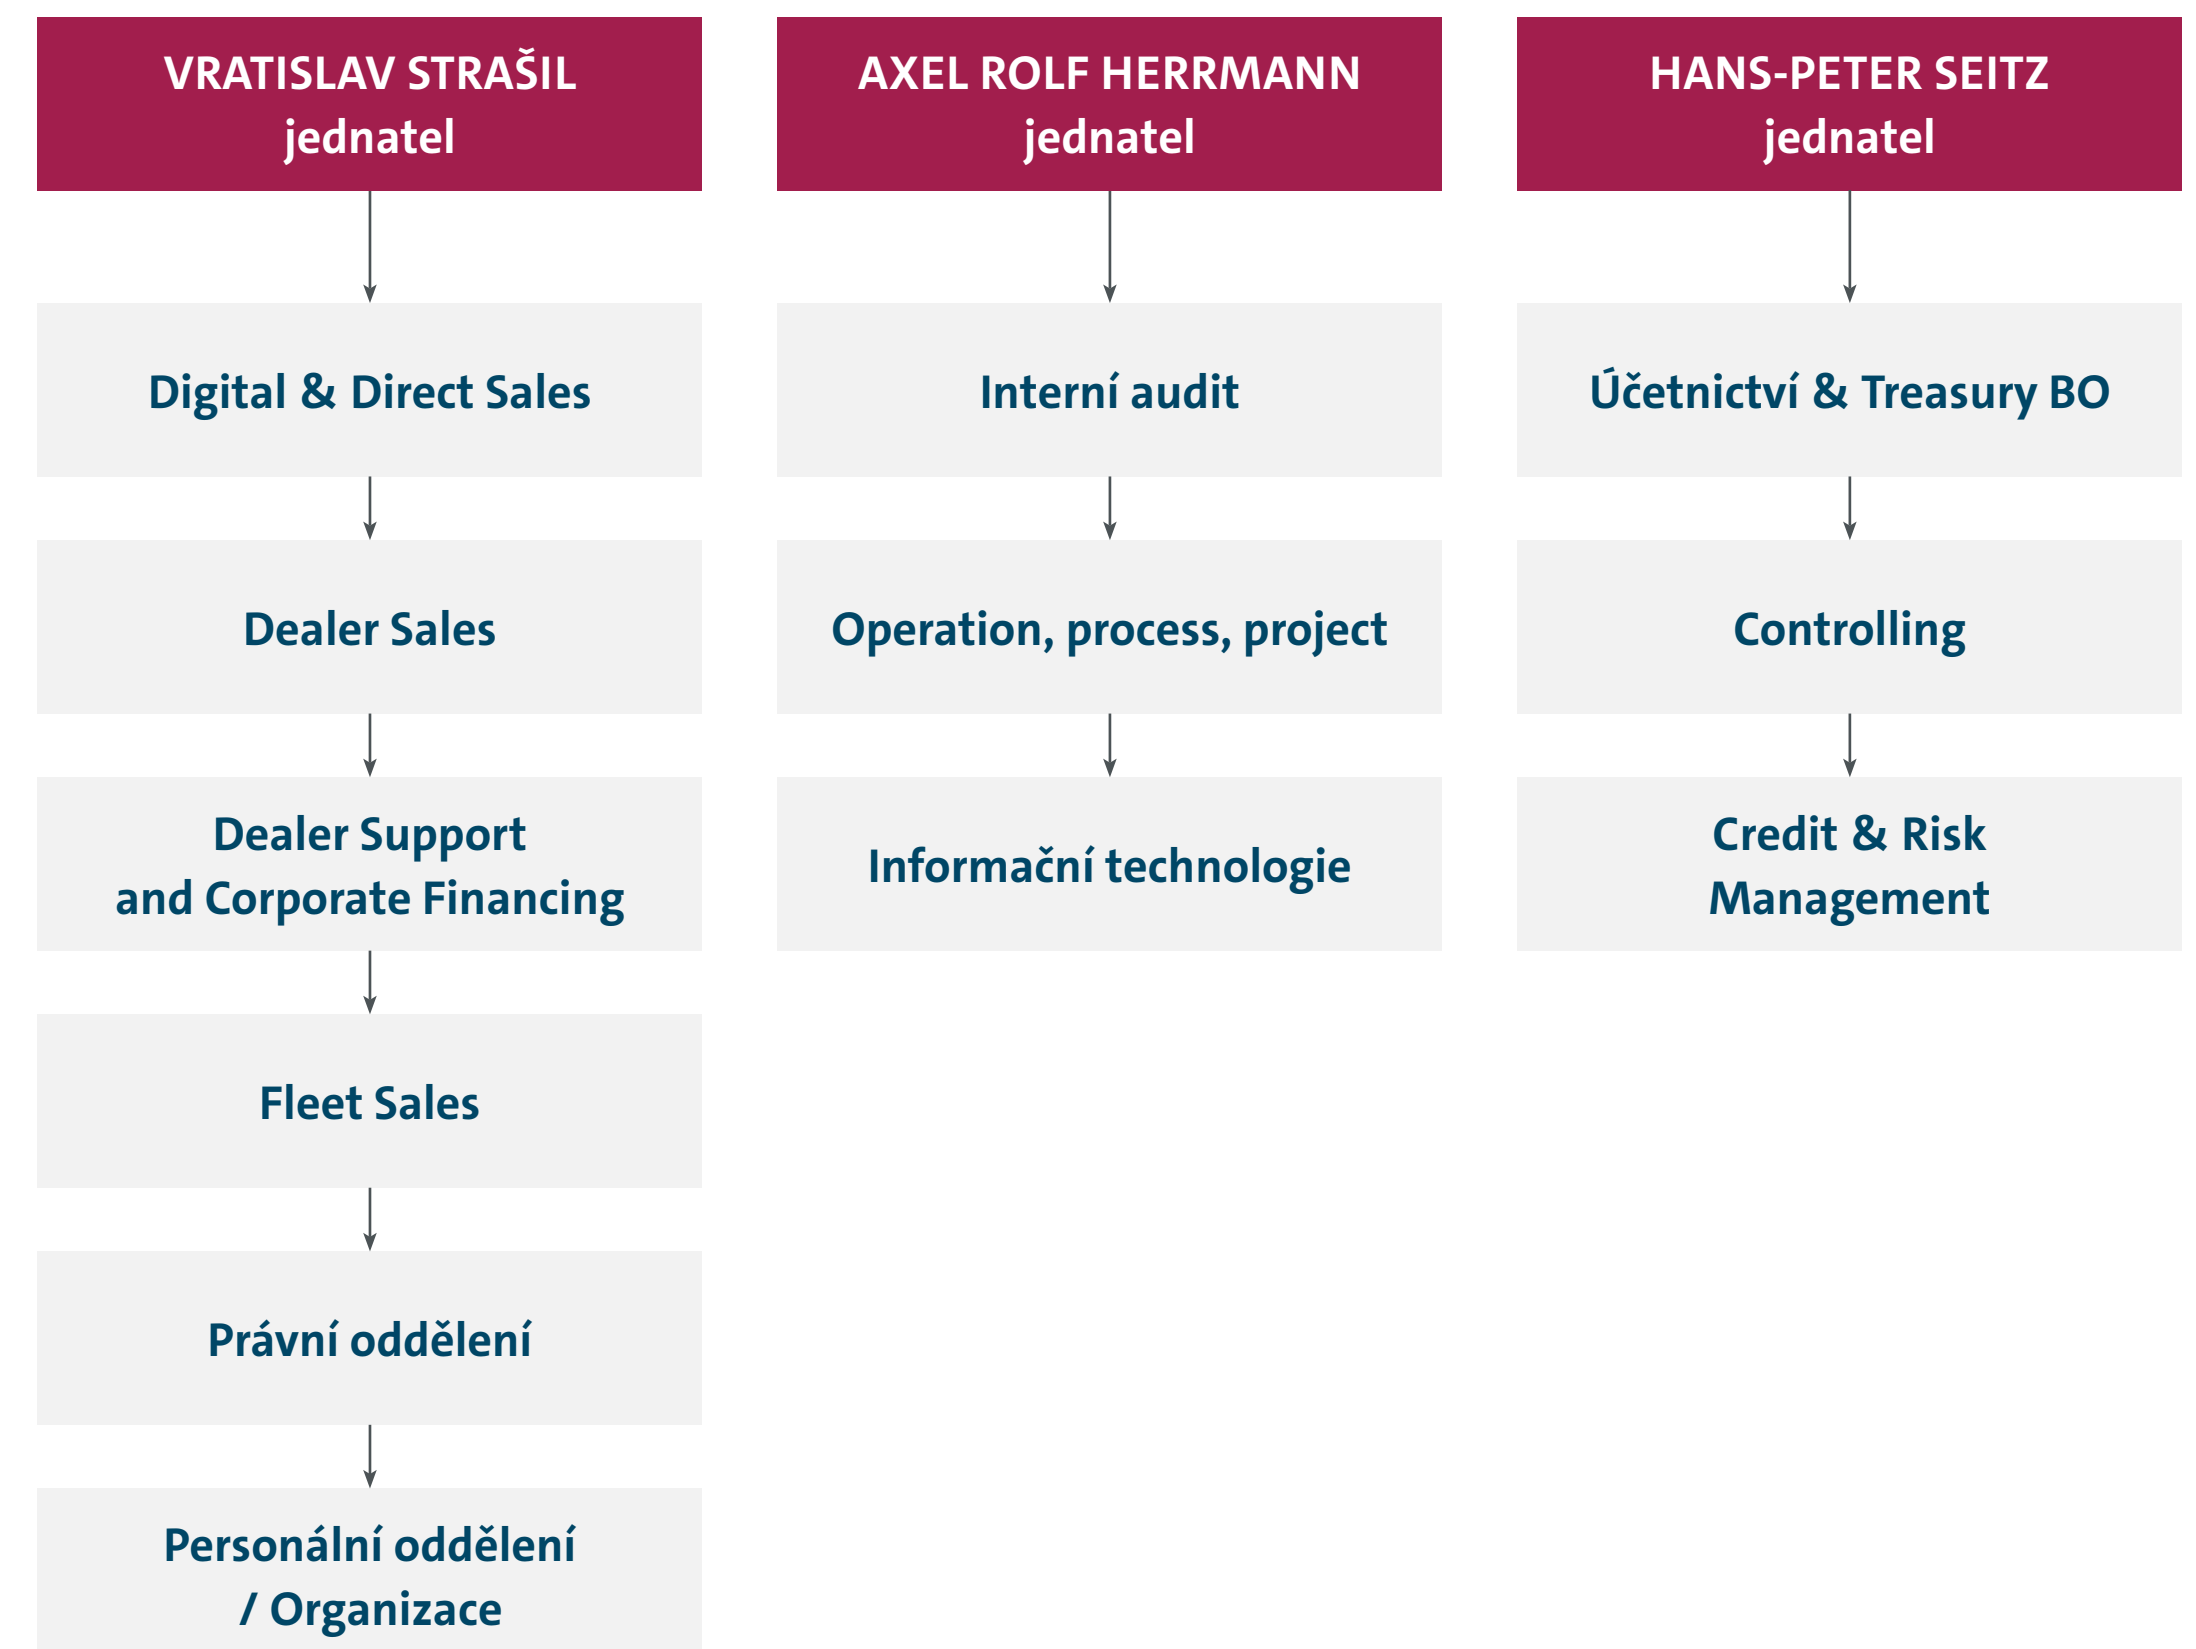 VRATISLAV STRAŠIL
jednatel
Digital & Direct Sales
Dealer Sales
Dealer Support
and Corporate Financing
Fleet Sales
Právní oddělení
Personální oddělení
/ Organizace
AXEL ROLF HERRMANN
jednatel
Interní audit
Operation, process, project
Informační technologie
HANS-PETER SEITZ
jednatel
Účetnictví & Treasury BO
Controlling
Credit & Risk
Management